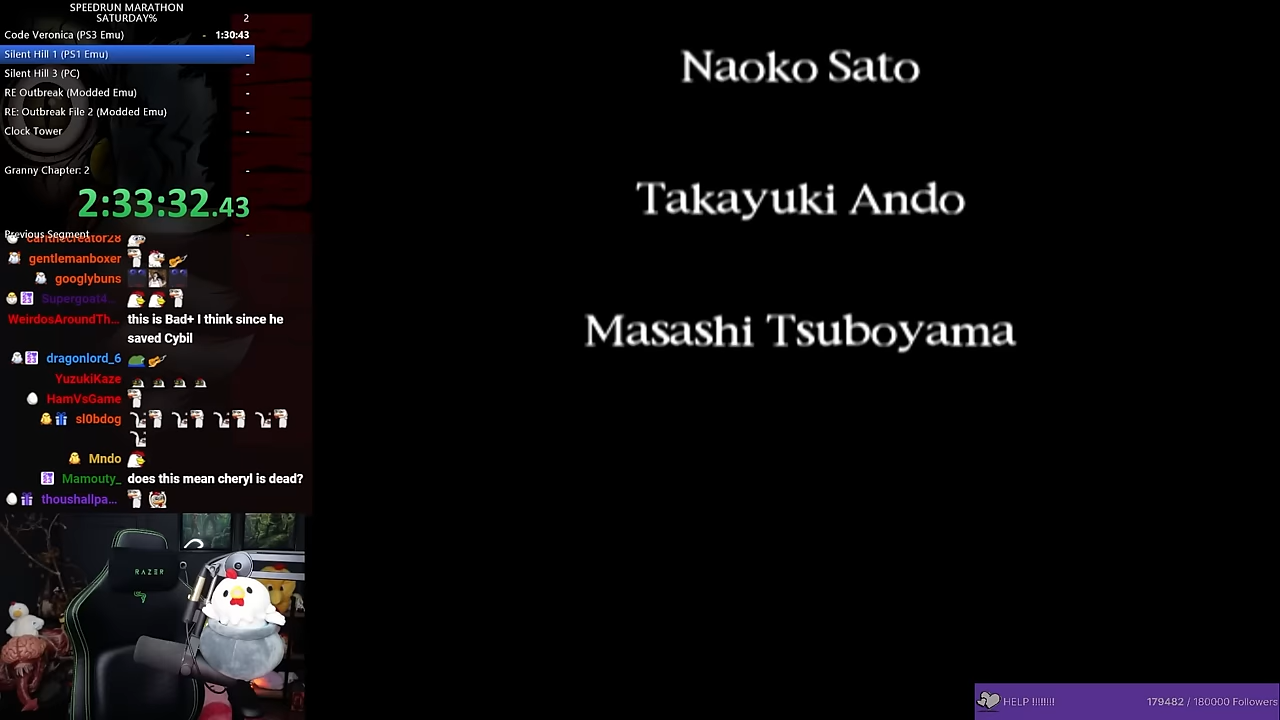 SPEEDRUN MARATHON
SATURDAY% 2
Code Veronica (PS3 Emu) - 1:30:43
Silent Hill 1 (PS1 Emu) -
Silent Hill 3 (PC) -
RE Outbreak (Modded Emu) -
RE: Outbreak File 2 (Modded Emu) -
Clock Tower -
Granny Chapter: 2 -
2:33:32.43
Previous Segment -
gentlemanboxer
googlybuns
Supergoat4...
WeirdosAroundTh... this is Bad+ I think since he
saved Cybil
dragonlord_6
YuzukiKaze
HamVsGame
sl0bdog
Mndo
Mamouty_ does this mean cheryl is dead?
thoushallpa...
RAZER
Naoko Sato
Takayuki Ando
Masashi Tsuboyama
HELP !!!!!!!! 179482 / 180000 Followers